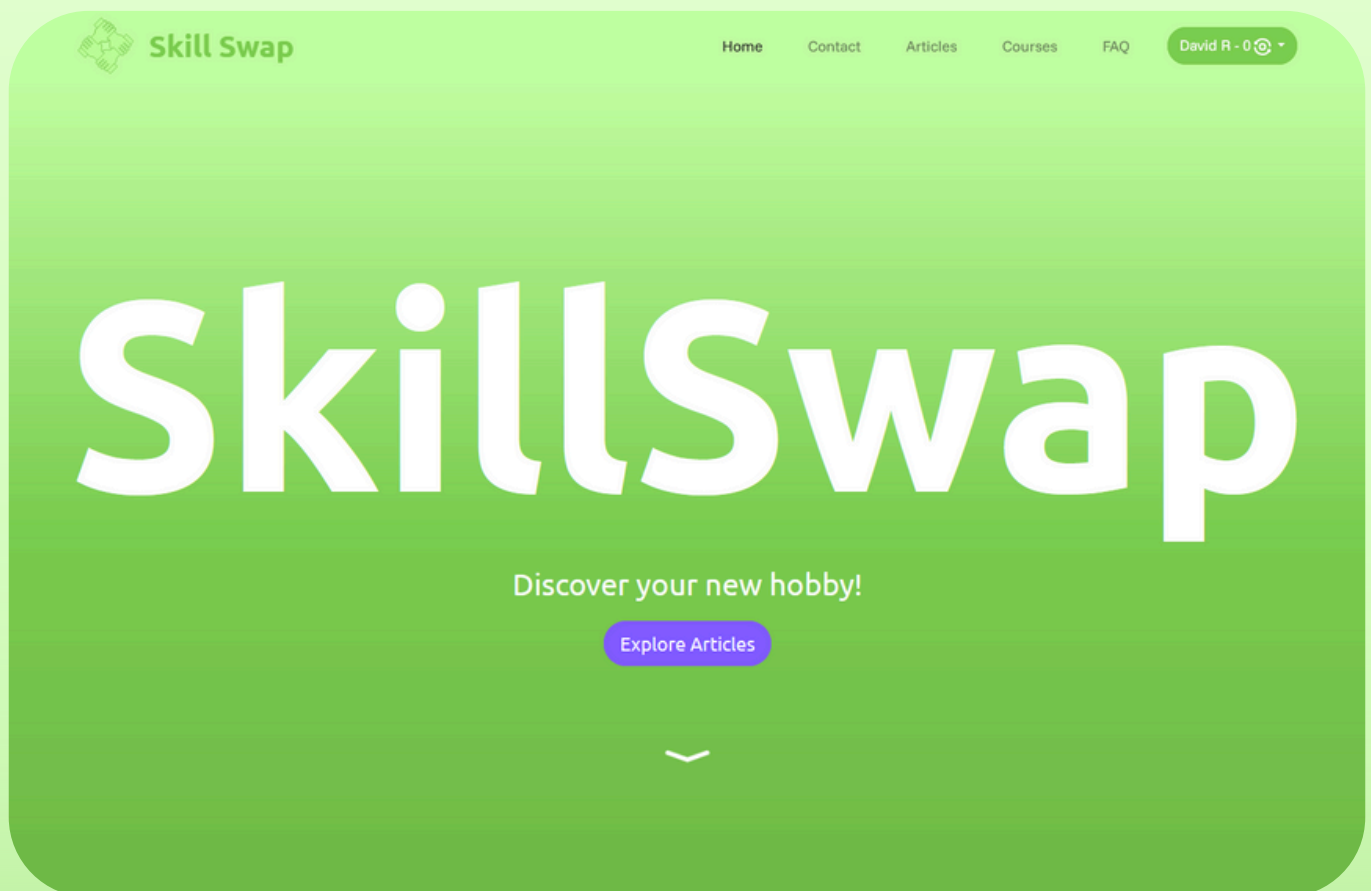 Skill Swap
Home Contact Articles Courses FAQ David R - 0
SkillSwap
Discover your new hobby!
Explore Articles